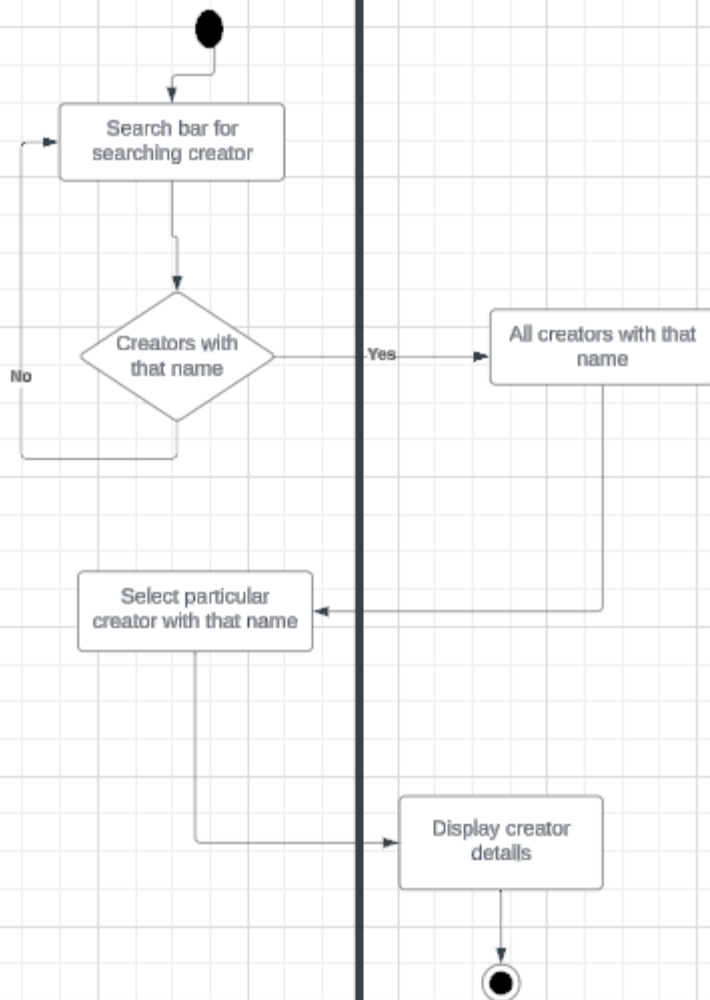 Search bar for
searching creator
Creators with
that name
Yes
No
All creators with that
name
Select particular
creator with that name
Display creator
details